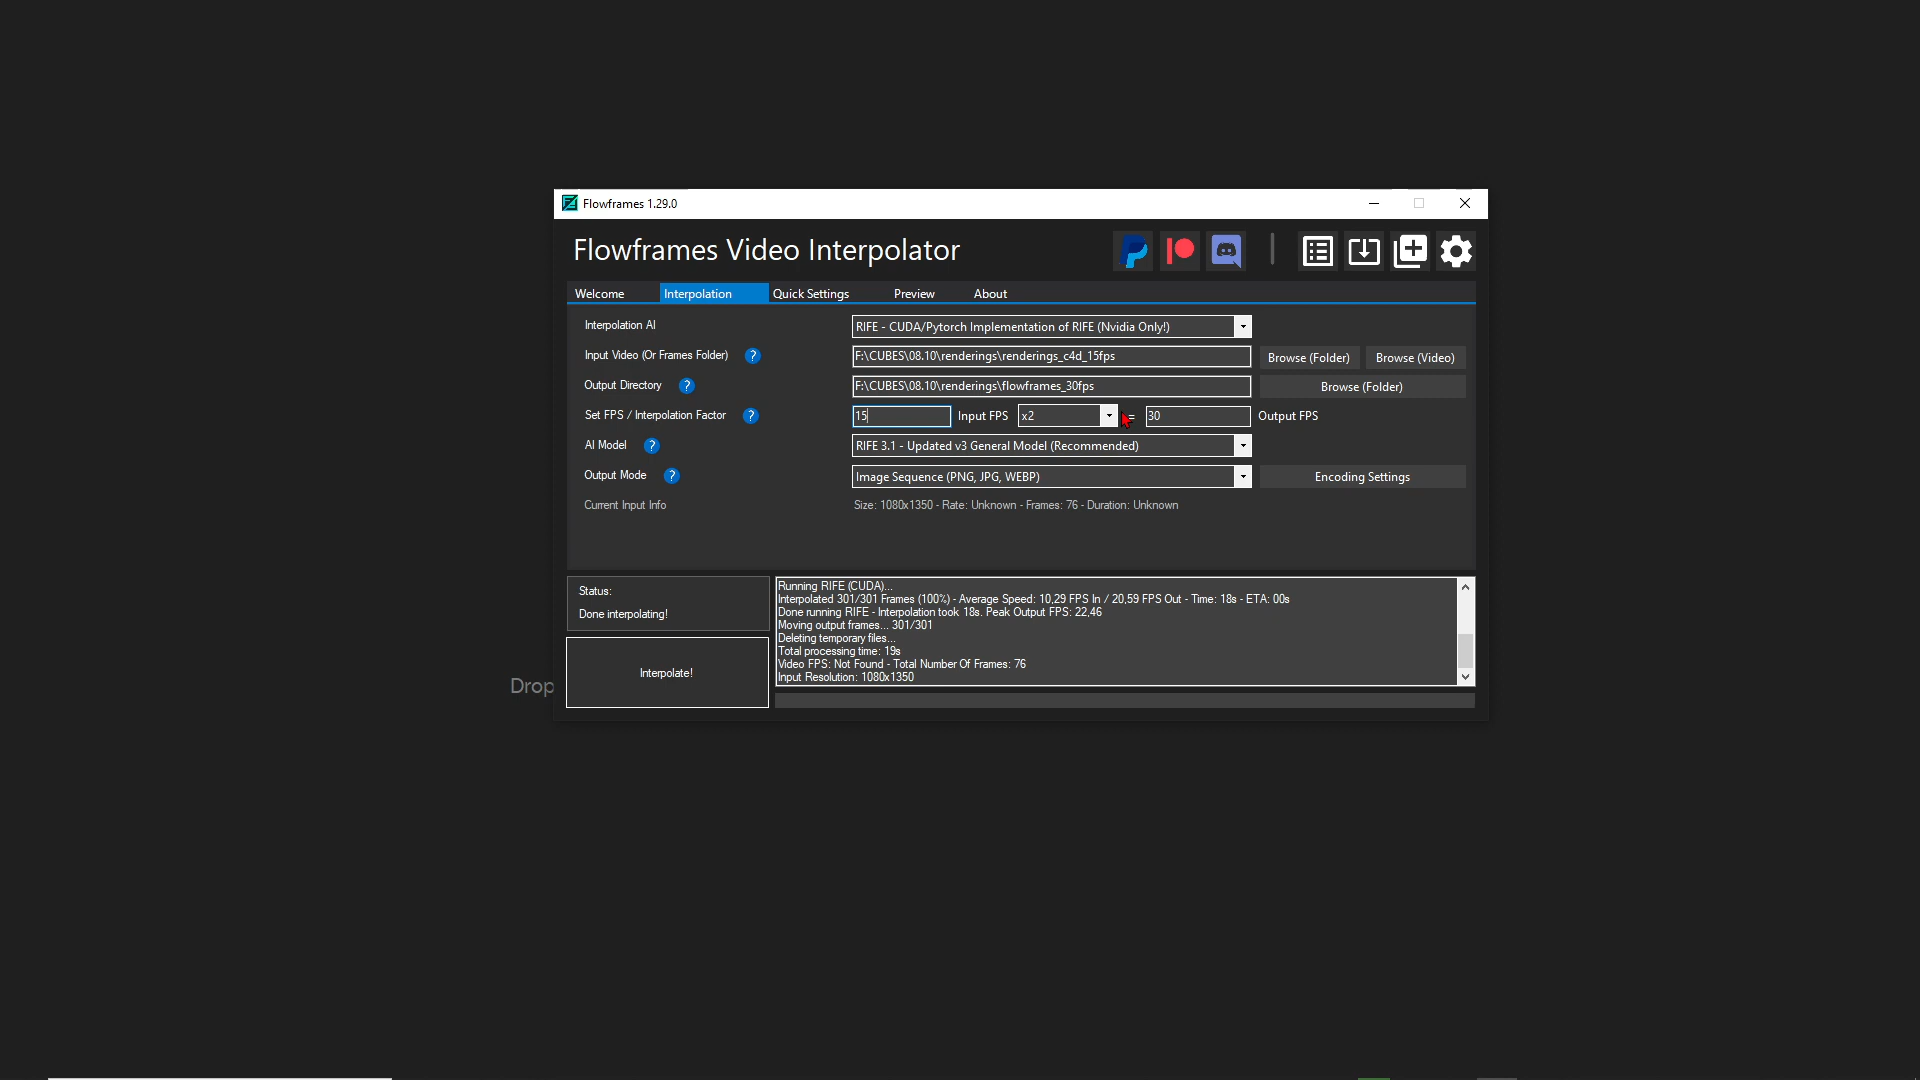 Flowframes 1.29.0
Flowframes Video Interpolator
Welcome Interpolation Quick Settings Preview About
Interpolation AI RIFE - CUDA/Pytorch Implementation of RIFE (Nvidia Only!)
Input Video (Or Frames Folder) ? F:\CUBES\08.10\renderings\renderings_c4d_15fps Browse (Folder) Browse (Video)
Output Directory ? F:\CUBES\08.10\renderings\flowframes_30fps Browse (Folder)
Set FPS / Interpolation Factor ? 15 Input FPS x2 = 30 Output FPS
AI Model ? RIFE 3.1 - Updated v3 General Model (Recommended)
Output Mode ? Image Sequence (PNG, JPG, WEBP) Encoding Settings
Current Input Info Size: 1080x1350 - Rate: Unknown - Frames: 76 - Duration: Unknown
Status:
Done interpolating!
Interpolate!
Running RIFE (CUDA)...
Interpolated 301/301 Frames (100%) - Average Speed: 10,29 FPS In / 20,59 FPS Out - Time: 18s - ETA: 00s
Done running RIFE - Interpolation took 18s. Peak Output FPS: 22,46
Moving output frames... 301/301
Deleting temporary files...
Total processing time: 19s
Video FPS: Not Found - Total Number Of Frames: 76
Input Resolution: 1080x1350
Drop